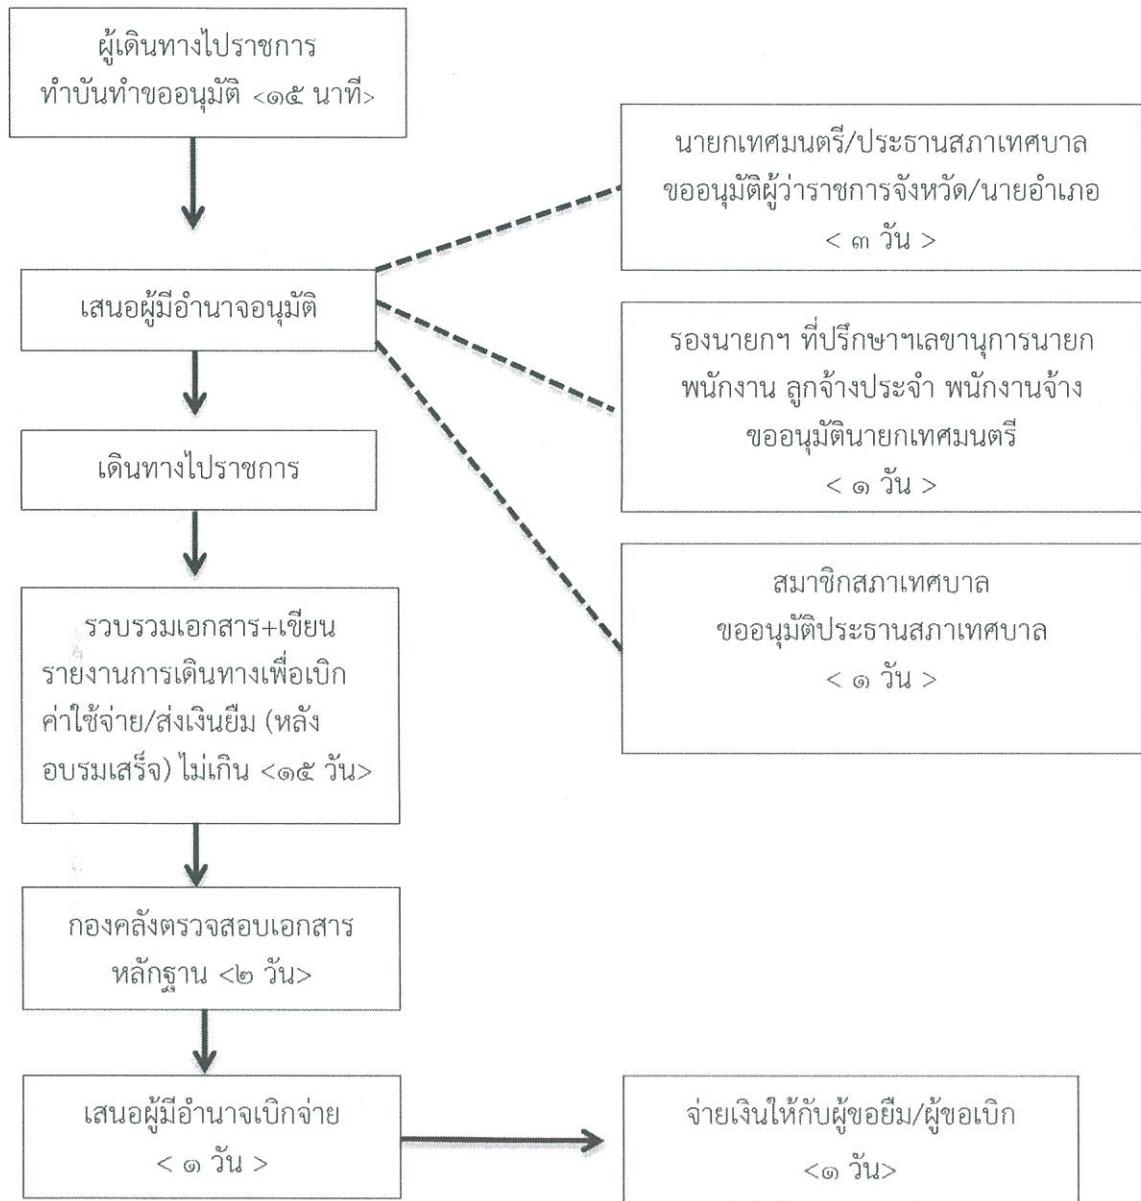 ผู้เดินทางไปราชการ
ทำบันทำขออนุมัติ <๑๕ นาที>
เสนอผู้มีอำนาจอนุมัติ
นายกเทศมนตรี/ประธานสภาเทศบาล
ขออนุมัติผู้ว่าราชการจังหวัด/นายอำเภอ
< ๓ วัน >
รองนายกฯ ที่ปรึกษาฯเลขานุการนายก
พนักงาน ลูกจ้างประจำ พนักงานจ้าง
ขออนุมัตินายกเทศมนตรี
< ๑ วัน >
สมาชิกสภาเทศบาล
ขออนุมัติประธานสภาเทศบาล
< ๑ วัน >
เดินทางไปราชการ
รวบรวมเอกสาร+เขียน
รายงานการเดินทางเพื่อเบิก
ค่าใช้จ่าย/ส่งเงินยืม (หลัง
อบรมเสร็จ) ไม่เกิน <๑๕ วัน>
กองคลังตรวจสอบเอกสาร
หลักฐาน <๒ วัน>
เสนอผู้มีอำนาจเบิกจ่าย
< ๑ วัน >
จ่ายเงินให้กับผู้ขอยืม/ผู้ขอเบิก
<๑ วัน>